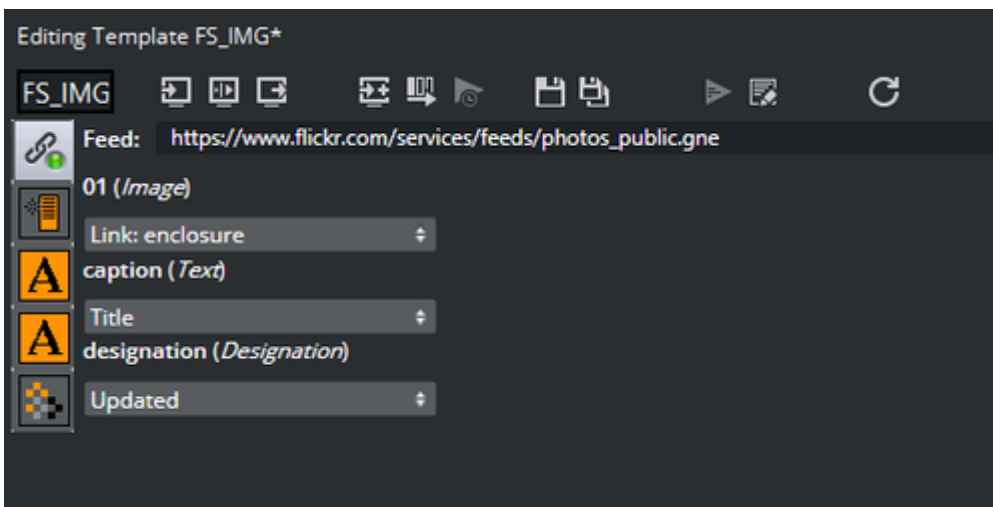 Editing Template FS_IMG*
FS_IMG
Feed: https://www.flickr.com/services/feeds/photos_public.gne
01 (Image)
Link: enclosure
caption (Text)
A
Title
A
designation (Designation)
Updated